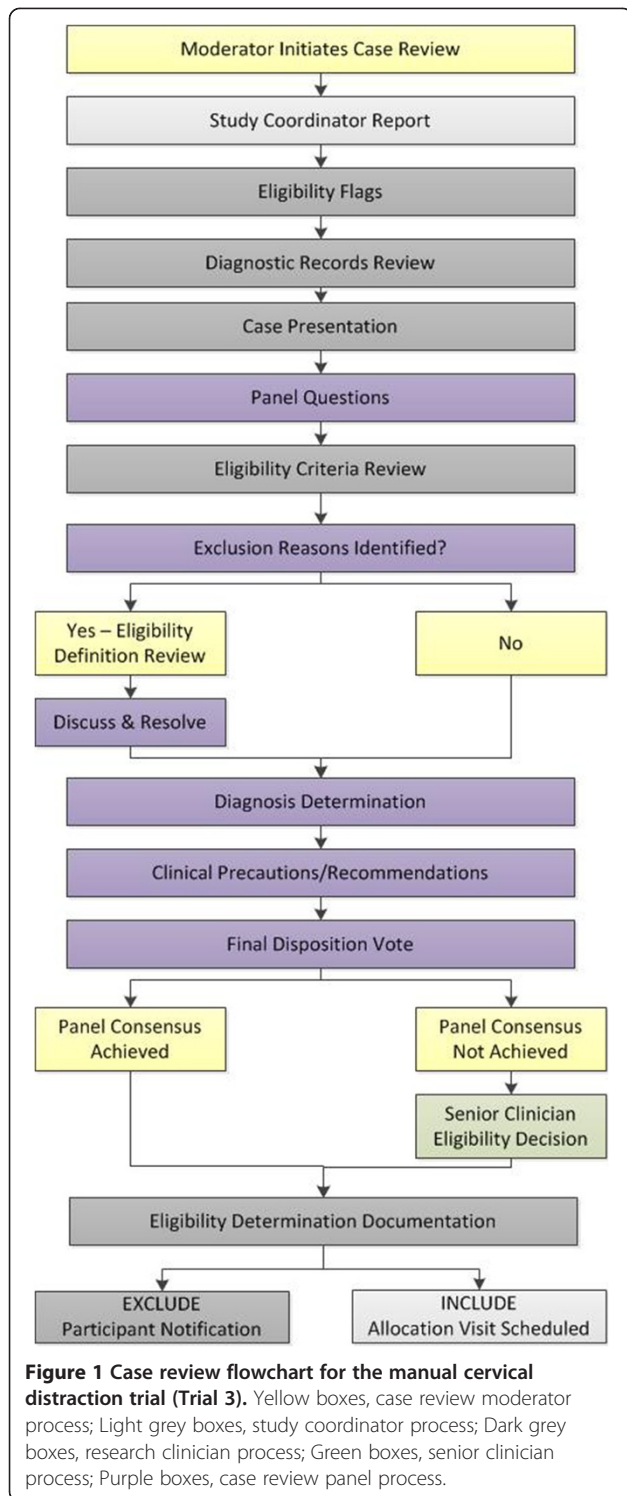 Moderator Initiates Case Review
Study Coordinator Report
Eligibility Flags
Diagnostic Records Review
Case Presentation
Panel Questions
Eligibility Criteria Review
Exclusion Reasons Identified?
Yes – Eligibility
Definition Review
No
Discuss & Resolve
Diagnosis Determination
Clinical Precautions/Recommendations
Final Disposition Vote
Panel Consensus
Achieved
Panel Consensus
Not Achieved
Senior Clinician
Eligibility Decision
Eligibility Determination Documentation
EXCLUDE
Participant Notification
INCLUDE
Allocation Visit Scheduled
Figure 1 Case review flowchart for the manual cervical
distraction trial (Trial 3). Yellow boxes, case review moderator
process; Light grey boxes, study coordinator process; Dark grey
boxes, research clinician process; Green boxes, senior clinician
process; Purple boxes, case review panel process.